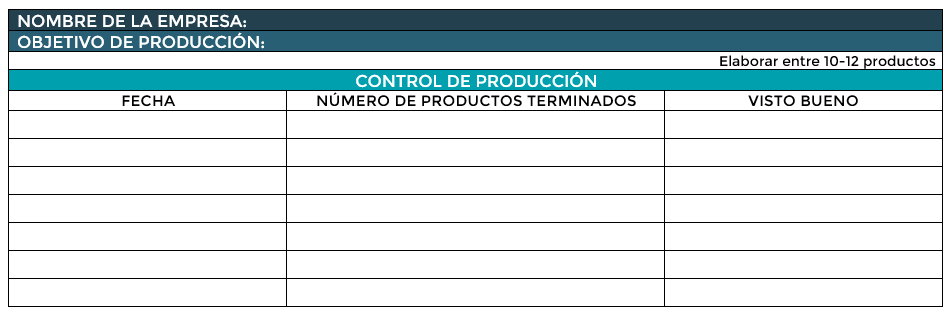 NOMBRE DE LA EMPRESA:
OBJETIVO DE PRODUCCIÓN:
Elaborar entre 10-12 productos
CONTROL DE PRODUCCIÓN
FECHA NÚMERO DE PRODUCTOS TERMINADOS VISTO BUENO